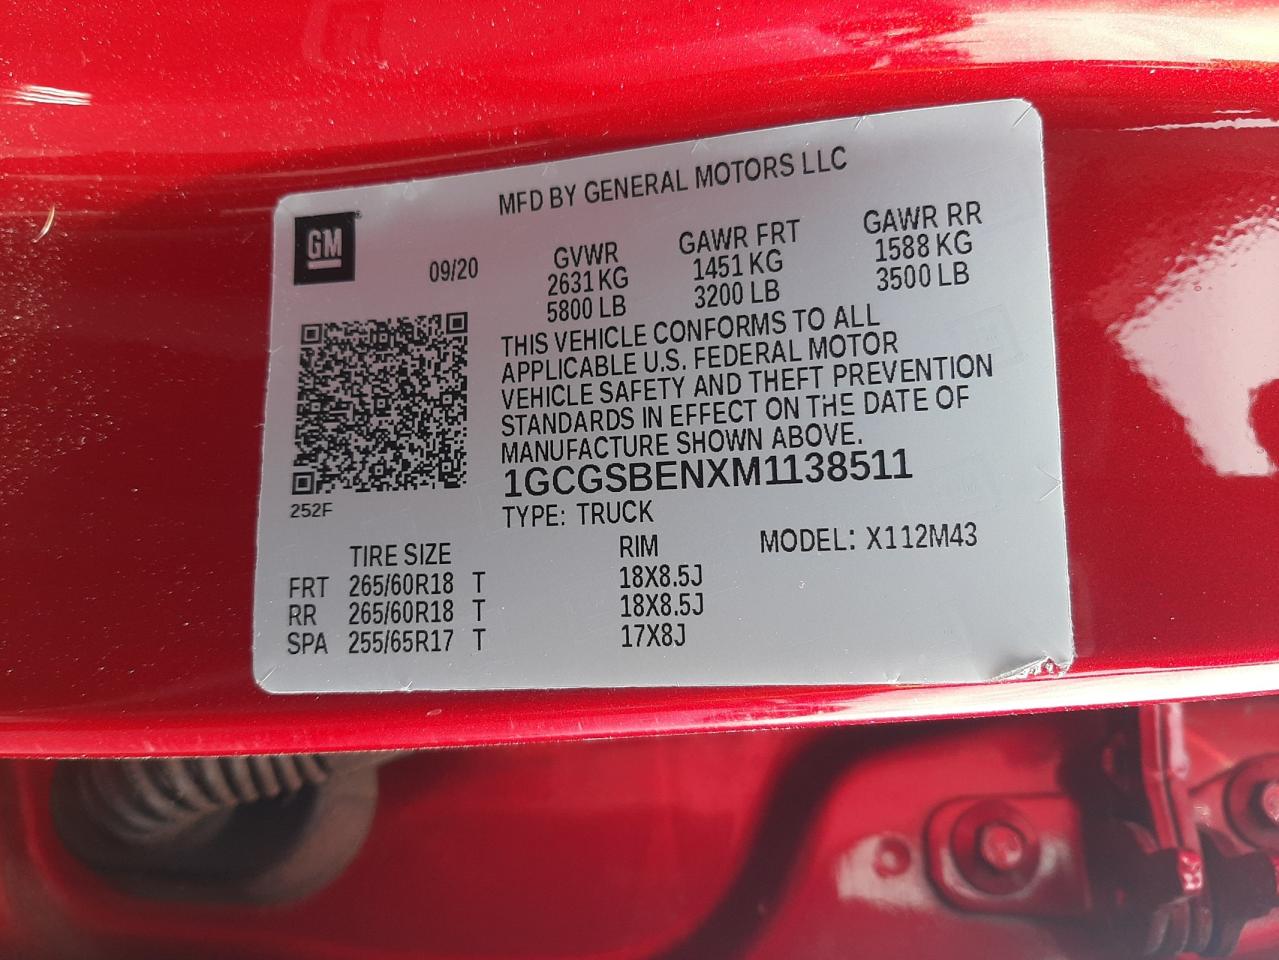 MFD BY GENERAL MOTORS LLC
GM
09/20
GVWR GAWR FRT GAWR RR
2631 KG 1451 KG 1588 KG
5800 LB 3200 LB 3500 LB
THIS VEHICLE CONFORMS TO ALL
APPLICABLE U.S. FEDERAL MOTOR
VEHICLE SAFETY AND THEFT PREVENTION
STANDARDS IN EFFECT ON THE DATE OF
MANUFACTURE SHOWN ABOVE.
1GCGSBENXM1138511
252F
TYPE: TRUCK
MODEL: X112M43
TIRE SIZE RIM
FRT 265/60R18 T 18X8.5J
RR 265/60R18 T 18X8.5J
SPA 255/65R17 T 17X8J